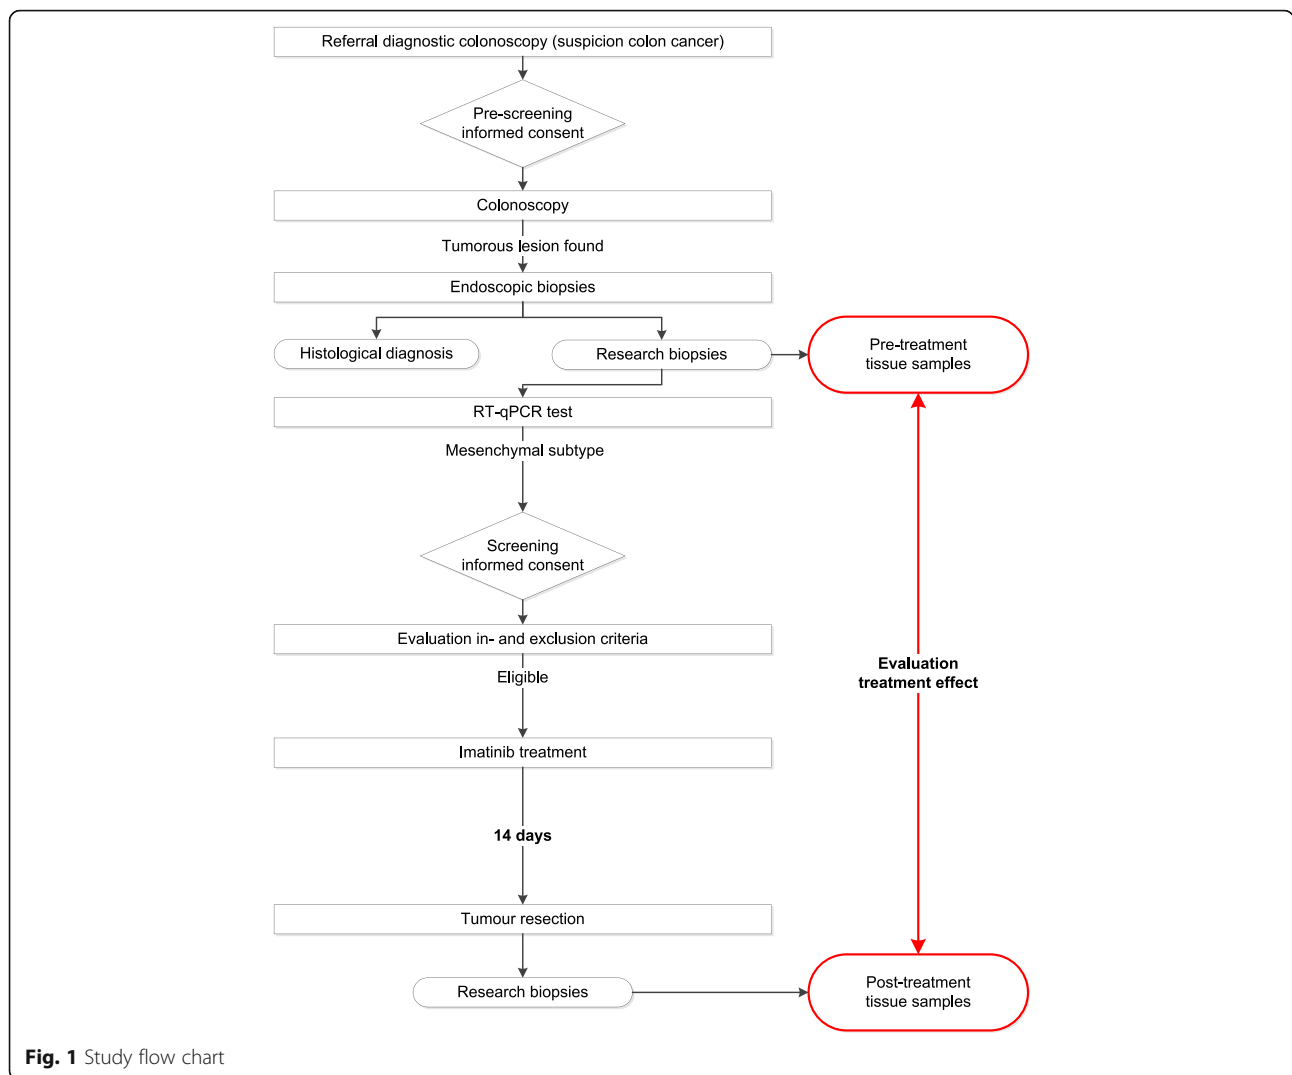 Referral diagnostic colonoscopy (suspicion colon cancer)
Pre-screening
informed consent
Colonoscopy
Tumorous lesion found
Endoscopic biopsies
Histological diagnosis
Research biopsies
Pre-treatment
tissue samples
RT-qPCR test
Mesenchymal subtype
Screening
informed consent
Evaluation in- and exclusion criteria
Eligible
Evaluation
treatment effect
Imatinib treatment
14 days
Tumour resection
Research biopsies
Post-treatment
tissue samples
Fig. 1 Study flow chart